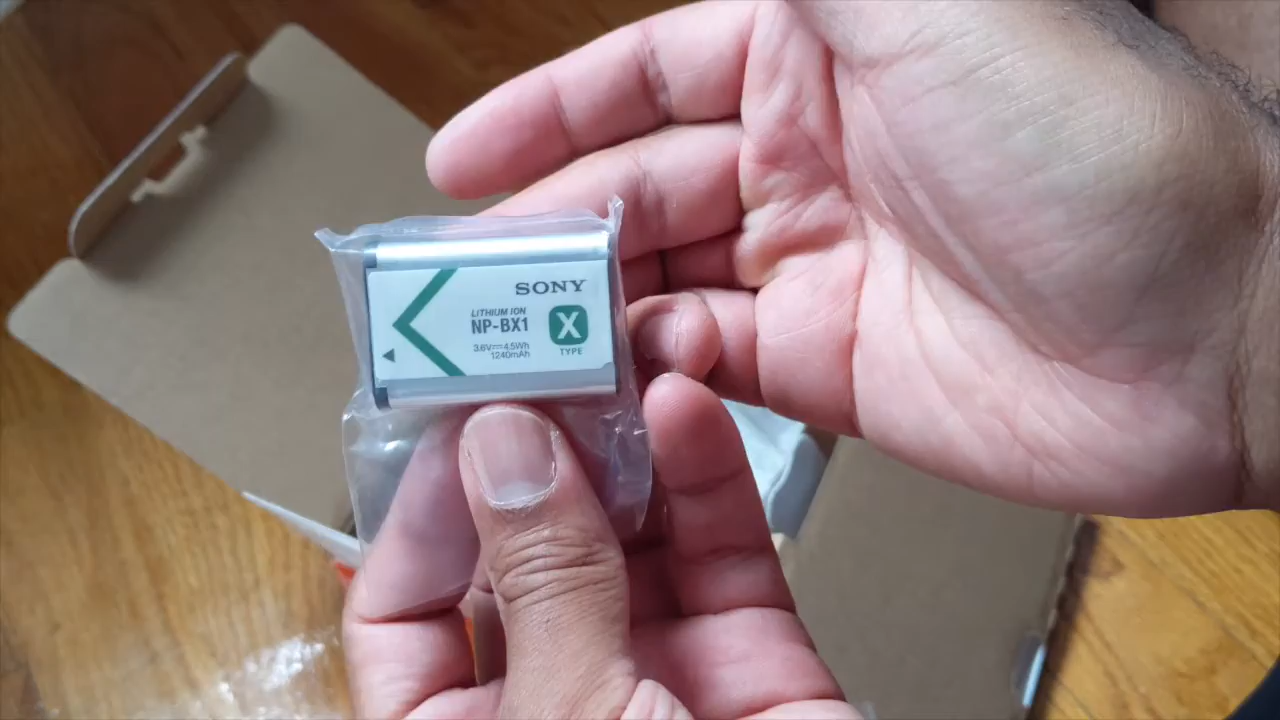 SONY
LITHIUM ION
NP-BX1
X
TYPE
3.6V⎓4.5Wh
1240mAh